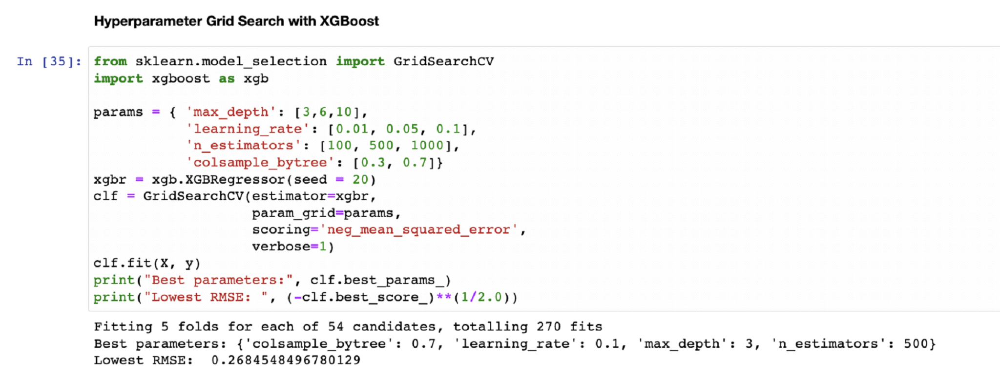 Hyperparameter Grid Search with XGBoost
In [35]: from sklearn.model_selection import GridSearchCV
import xgboost as xgb
params = { 'max_depth': [3,6,10],
'learning_rate': [0.01, 0.05, 0.1],
'n_estimators': [100, 500, 1000],
'colsample_bytree': [0.3, 0.7]}
xgbr = xgb.XGBRegressor(seed = 20)
clf = GridSearchCV(estimator=xgbr,
param_grid=params,
scoring='neg_mean_squared_error',
verbose=1)
clf.fit(X, y)
print("Best parameters:", clf.best_params_)
print("Lowest RMSE: ", (-clf.best_score_)**(1/2.0))
Fitting 5 folds for each of 54 candidates, totalling 270 fits
Best parameters: {'colsample_bytree': 0.7, 'learning_rate': 0.1, 'max_depth': 3, 'n_estimators': 500}
Lowest RMSE:  0.2684548496780129